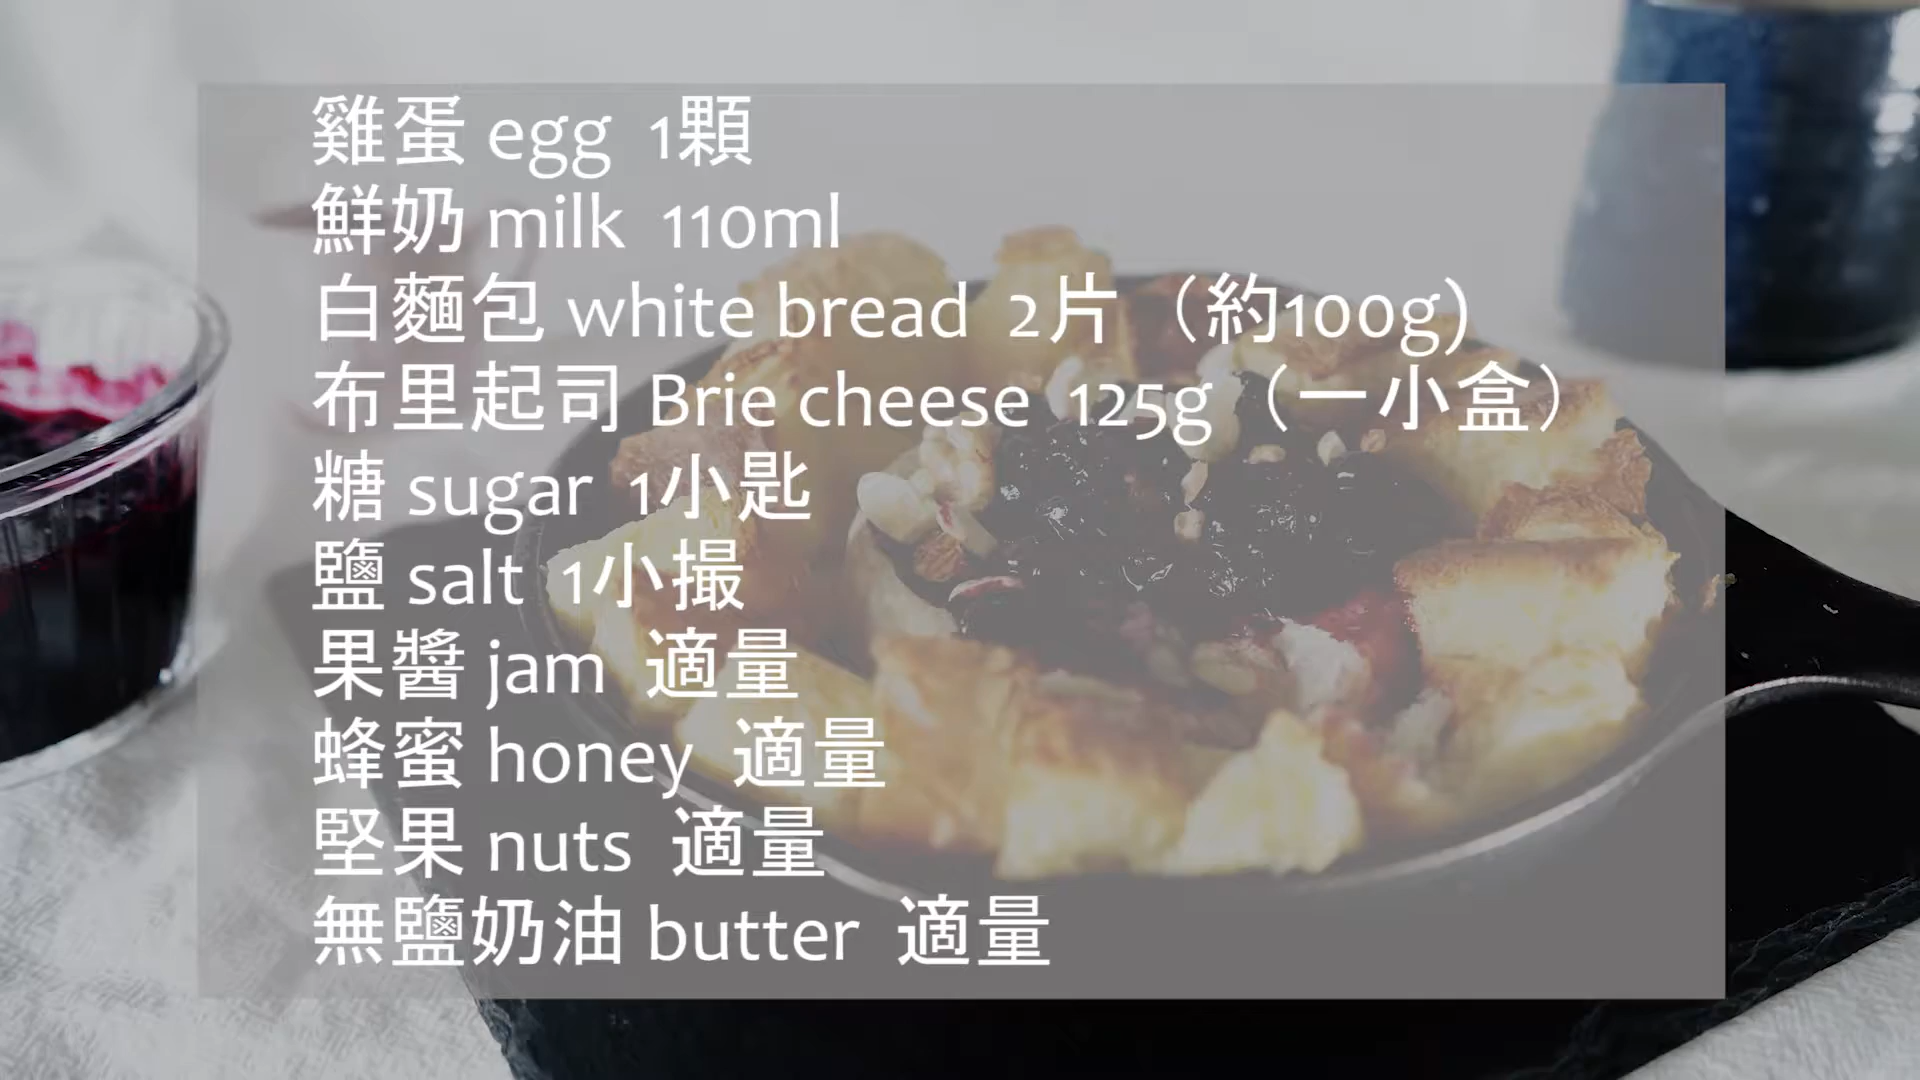 雞蛋 egg 1顆
鮮奶 milk 110ml
白麵包 white bread 2片（約100g)
布里起司 Brie cheese 125g（一小盒）
糖 sugar 1小匙
鹽 salt 1小撮
果醬 jam 適量
蜂蜜 honey 適量
堅果 nuts 適量
無鹽奶油 butter 適量